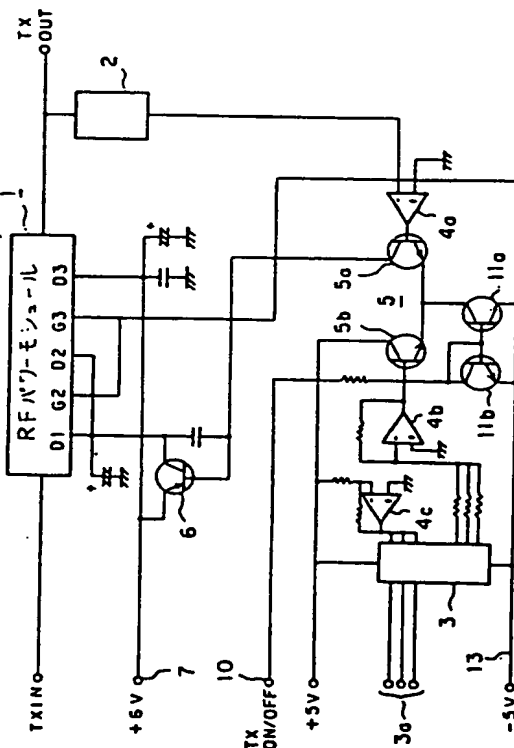 TX
OUT
1
RFパワーモジュール
D1
G2
D2
G3
D3
2
+
+
TXIN
6
+6V
7
TX
ON/OFF
10
+5V
3a
-5V
13
3
4c
4b
5b
5
5a
4a
11b
11a